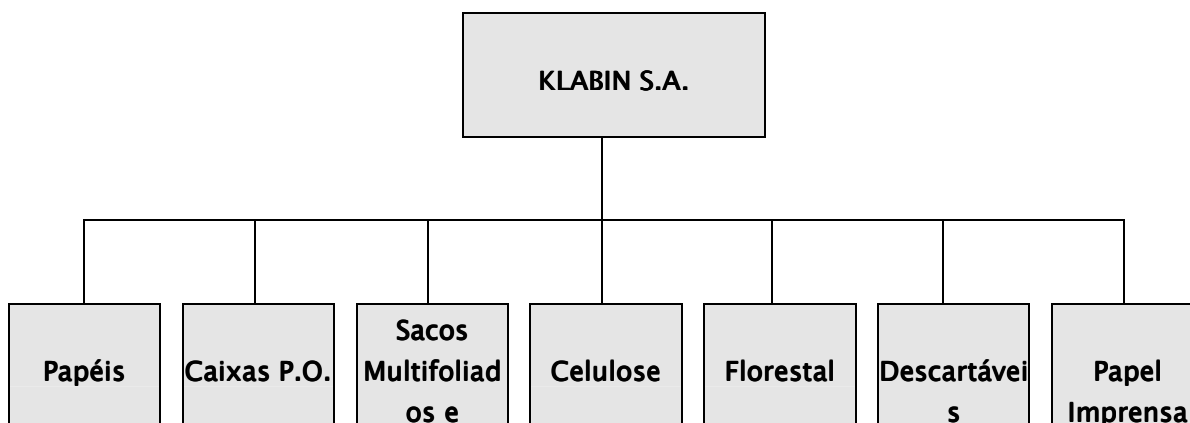 KLABIN S.A.
Papéis
Caixas P.O.
Sacos
Multifoliad
os e
Celulose
Florestal
Descartávei
s
Papel
Imprensa